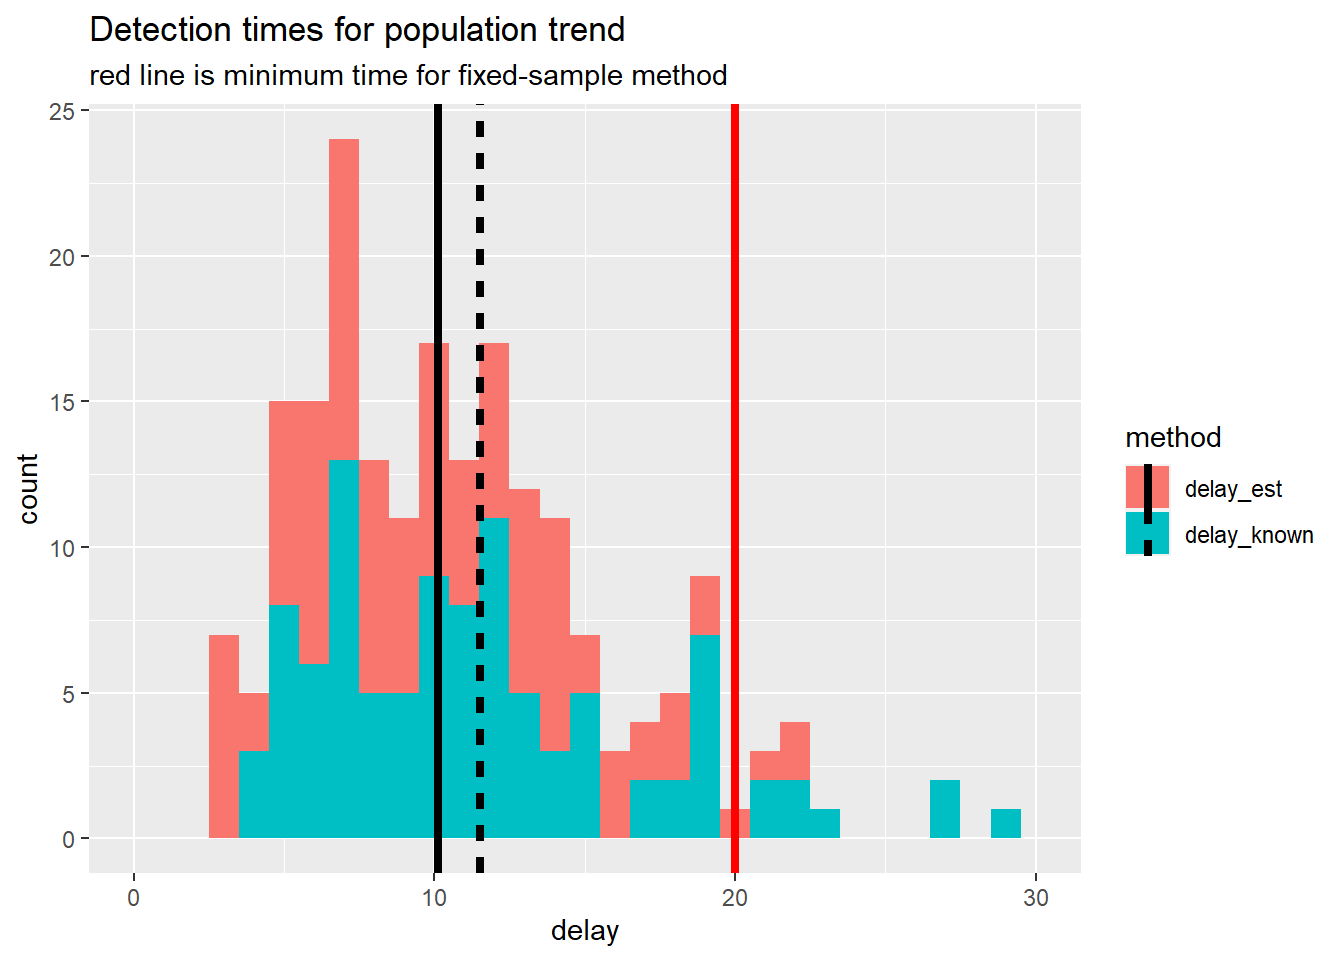 Detection times for population trend
red line is minimum time for fixed-sample method
25
20
15
10
5
0
count
0
10
20
30
delay
method
delay_est
delay_known